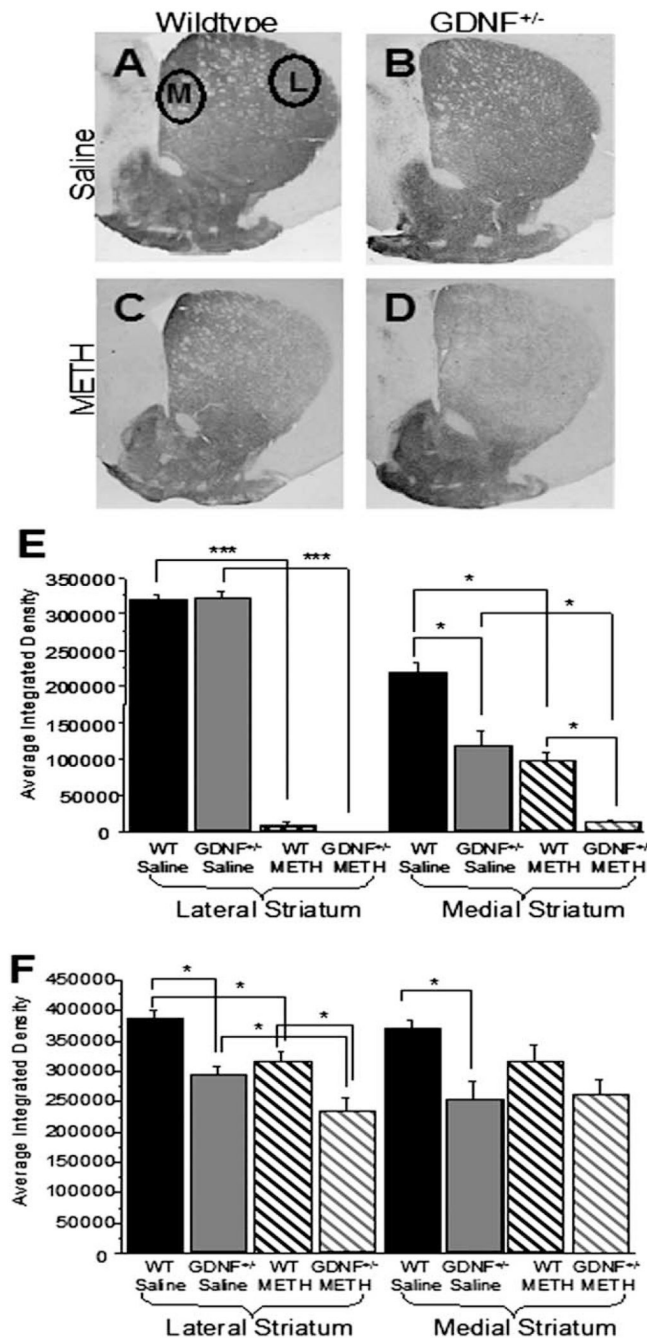 Wildtype GDNF+/-
A M L B
Saline
C D
METH
E
*** ***
* *
* *
Average Integrated Density
350000
300000
250000
200000
150000
100000
50000
0
WT Saline GDNF+/- Saline WT METH GDNF+/- METH WT Saline GDNF+/- Saline WT METH GDNF+/- METH
Lateral Striatum Medial Striatum
F
* * * * *
Average Integrated Density
450000
400000
350000
300000
250000
200000
150000
100000
50000
0
WT Saline GDNF+/- Saline WT METH GDNF+/- METH WT Saline GDNF+/- Saline WT METH GDNF+/- METH
Lateral Striatum Medial Striatum